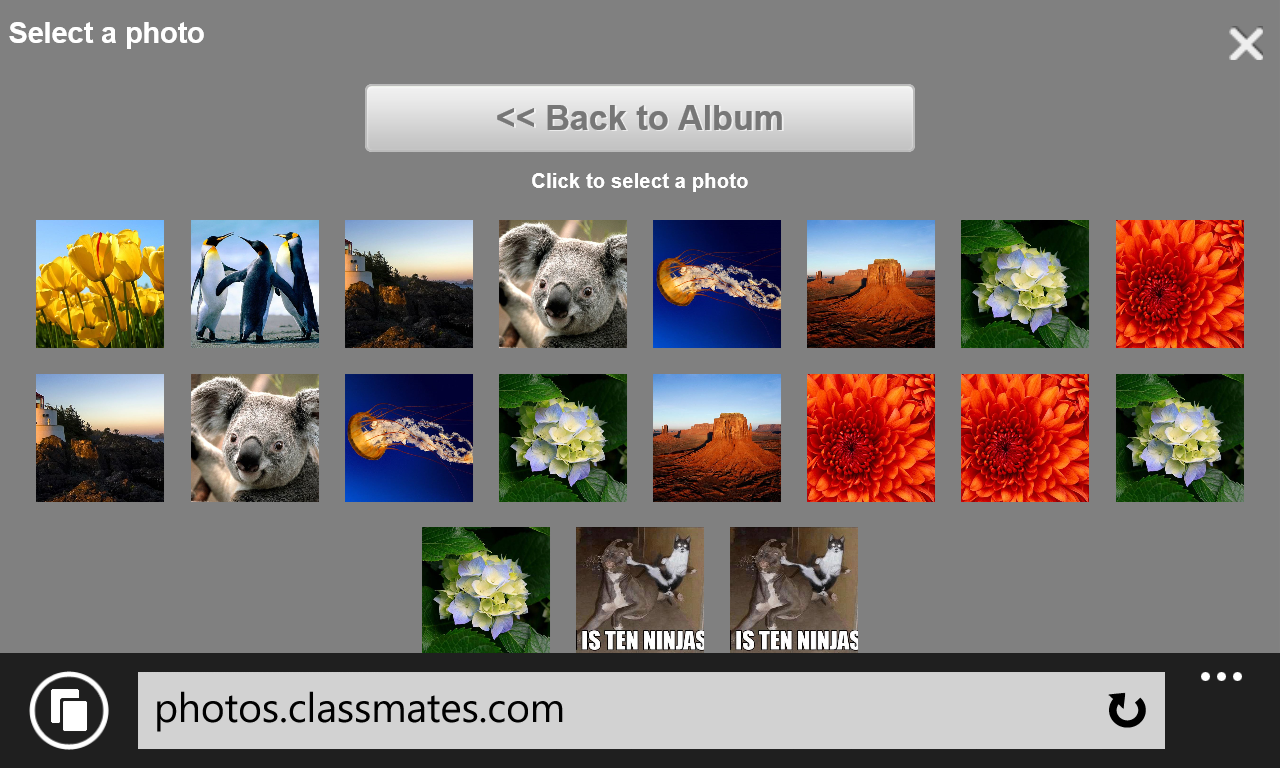 Select a photo
<< Back to Album
Click to select a photo
IS TEN NINJAS
IS TEN NINJAS
photos.classmates.com